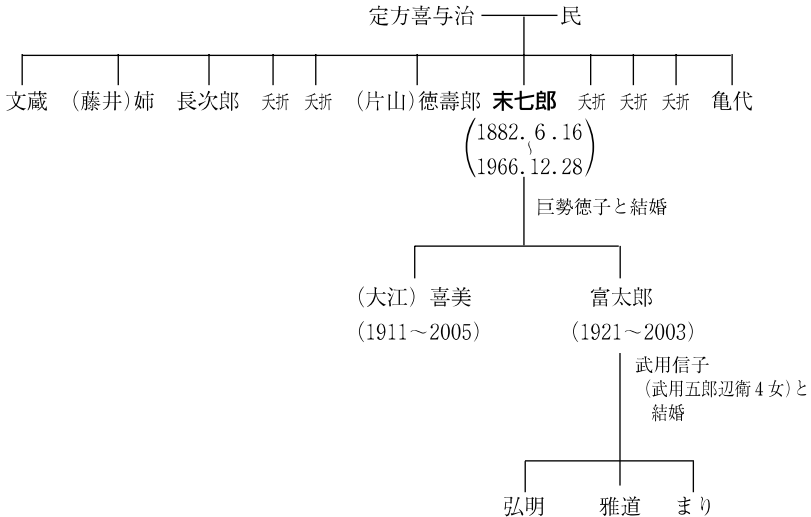 定方喜与治 民
文蔵 (藤井)姉 長次郎 夭折 夭折 (片山)徳壽郎 末七郎 夭折 夭折 夭折 亀代
(1882. 6 . 16
~
1966. 12. 28)
巨勢徳子と結婚
(大江) 喜美 富太郎
(1911~2005) (1921~2003)
武用信子
(武用五郎辺衛4女)と
結婚
弘明 雅道 まり